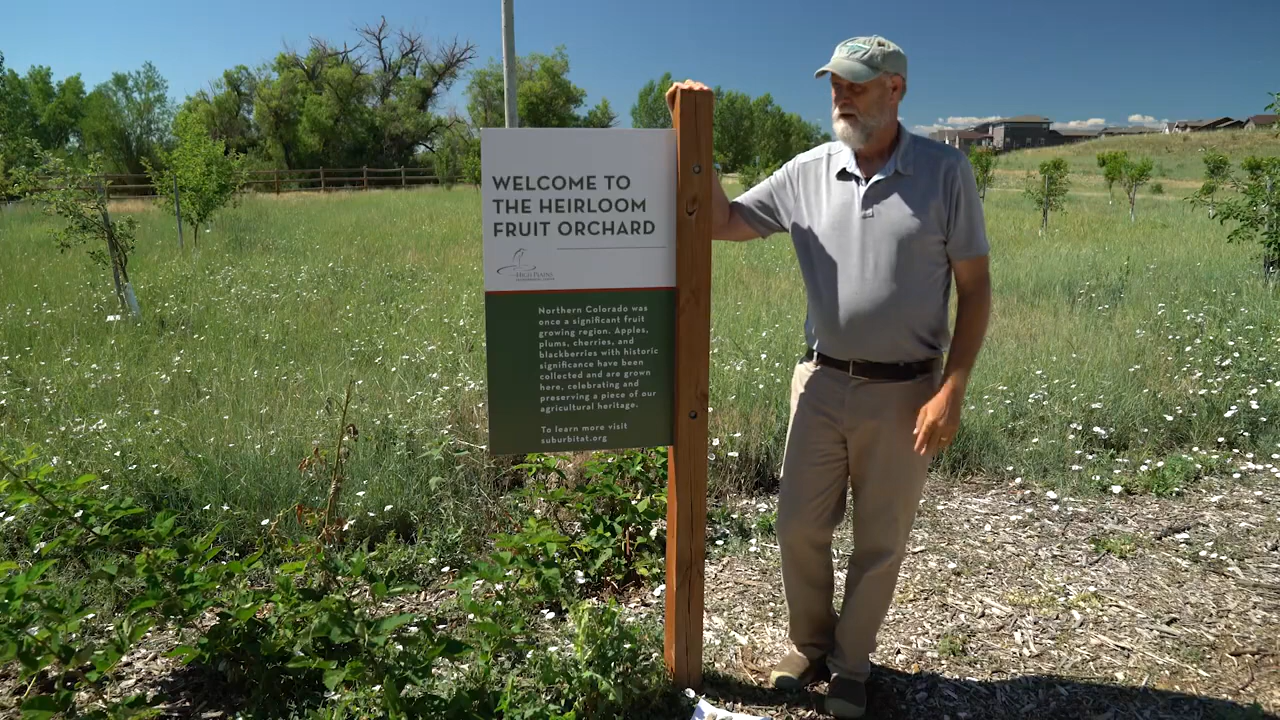 WELCOME TO
THE HEIRLOOM
FRUIT ORCHARD
HIGH PLAINS
Northern Colorado was
once a significant fruit
growing region. Apples,
plums, cherries, and
blackberries with historic
significance have been
collected and are grown
here, celebrating and
preserving a piece of our
agricultural heritage.
To learn more visit
suburbitat.org